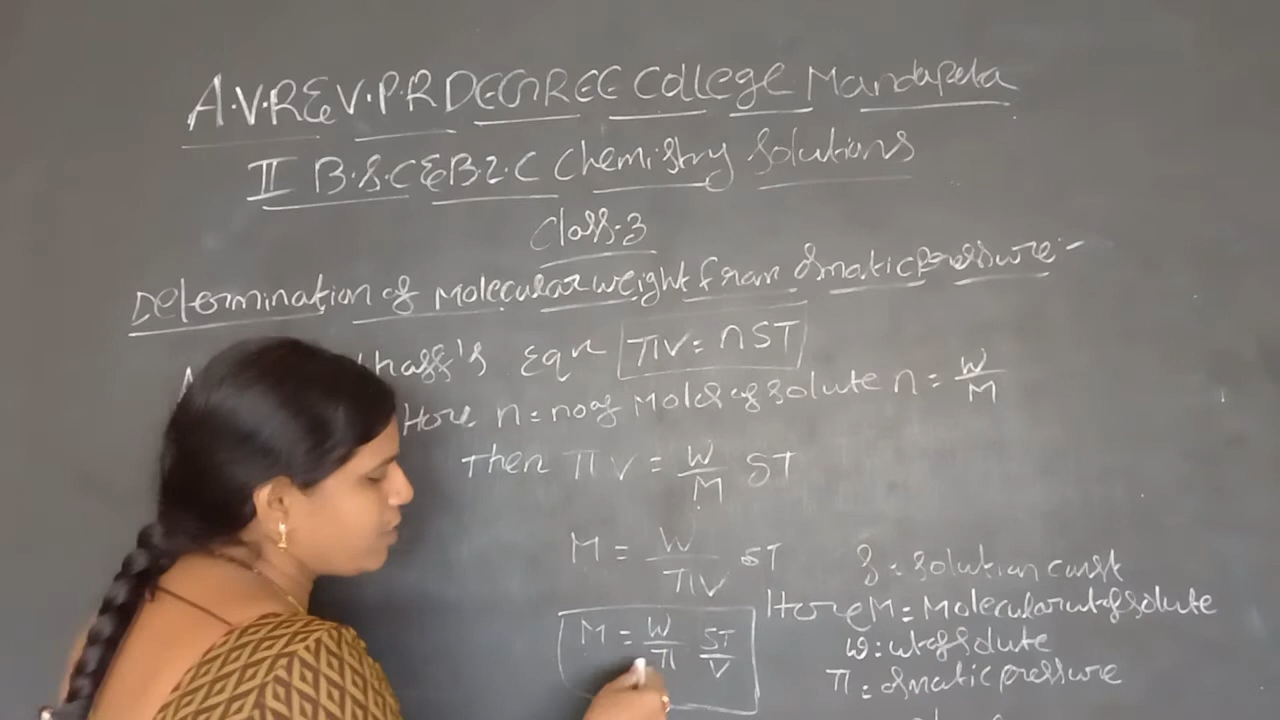 A.V.R & V.P.R DEGREE College Mandapeta
II B.S.C & B.Z.C Chemistry Solutions
Class-3
Determination of Molecular weight from Osmatic pressure:-
haff's Eqn πV = nST
Here n = no of Moles of solute n = W/M
Then πV = W/M ST
M = W/πV ST
S = solution const
Here M = Molecular wt of solute
M = W/π ST/V
w = wt of solute
π = Osmatic pressure